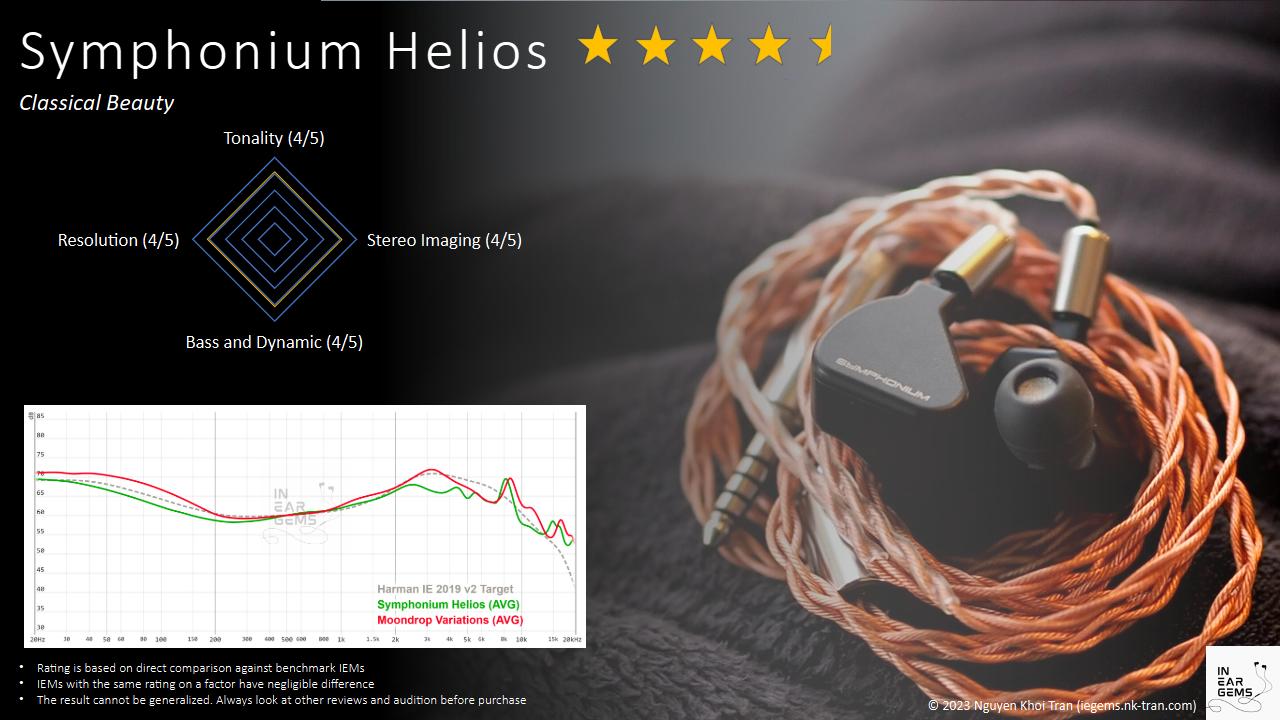 Symphonium Helios
Classical Beauty
Tonality (4/5)
Resolution (4/5)
Stereo Imaging (4/5)
Bass and Dynamic (4/5)
SYMPHONIUM
dB
85
80
75
70
65
60
55
50
45
40
35
30
IN
EAR
GEMS
Harman IE 2019 v2 Target
Symphonium Helios (AVG)
Moondrop Variations (AVG)
20Hz 30 40 50 60 80 100 150 200 300 400 500 600 800 1k 1.5k 2k 3k 4k 5k 6k 8k 10k 15k 20kHz
• Rating is based on direct comparison against benchmark IEMs
• IEMs with the same rating on a factor have negligible difference
• The result cannot be generalized. Always look at other reviews and audition before purchase
© 2023 Nguyen Khoi Tran (iegems.nk-tran.com)
IN
EAR
GEMS